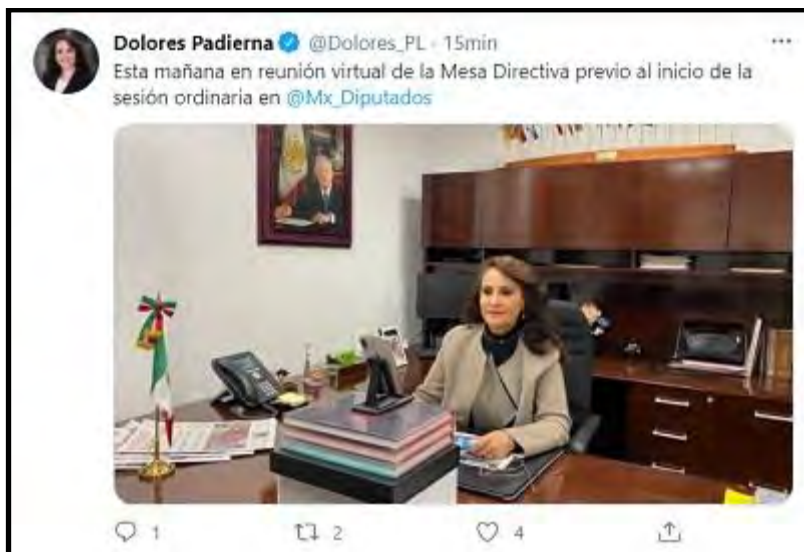 Dolores Padierna @Dolores_PL · 15min
Esta mañana en reunión virtual de la Mesa Directiva previo al inicio de la
sesión ordinaria en @Mx_Diputados
1 2 4